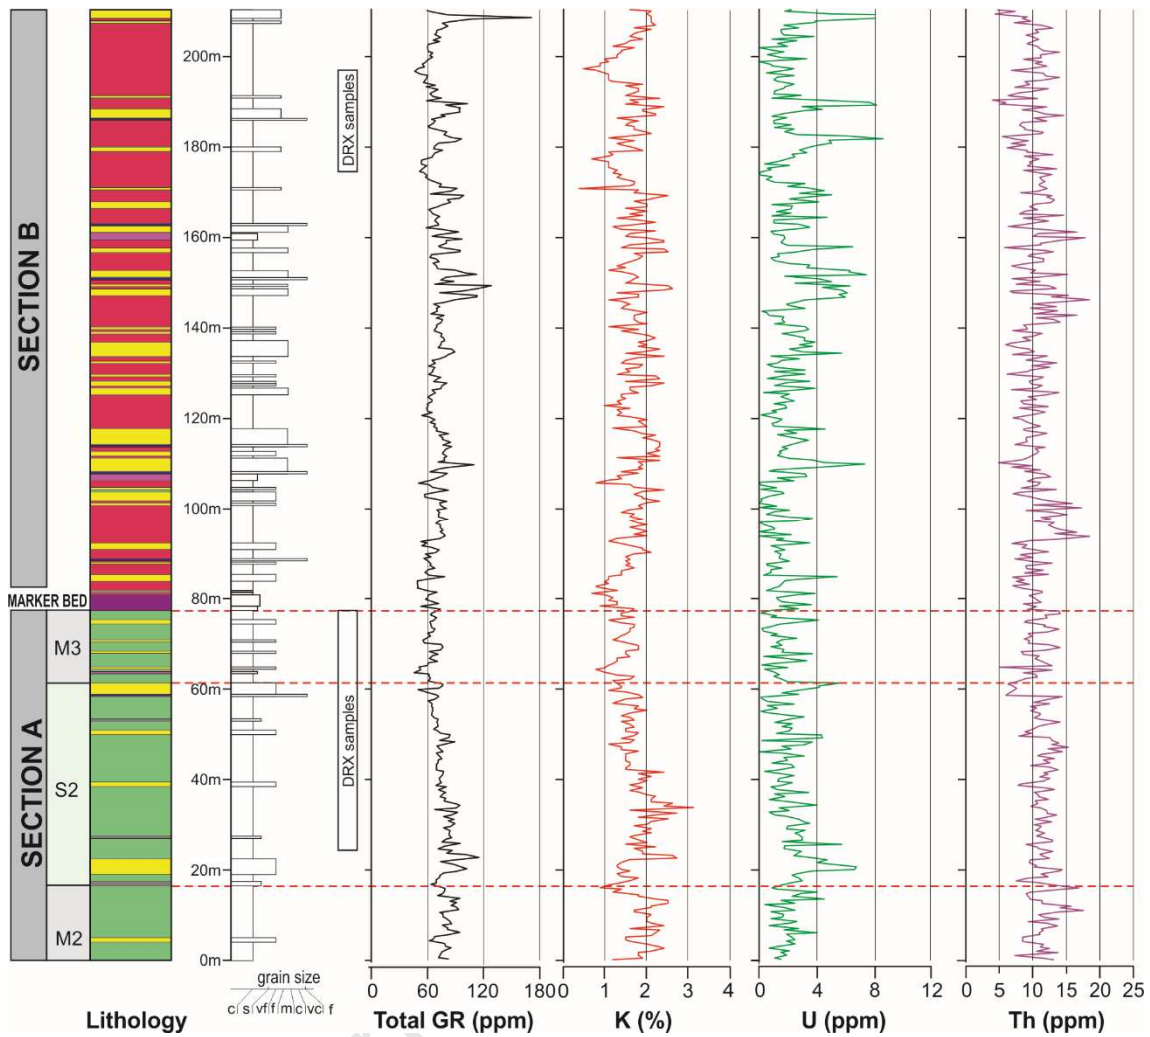 200m
180m
160m
140m
120m
100m
80m
60m
40m
20m
0m
SECTION B
MARKER BED
SECTION A
M3
S2
M2
DRX samples
DRX samples
grain size
c s vf f m c vc f
0 60 120 180
0 1 2 3 4
0 4 8 12
0 5 10 15 20 25
Lithology
Total GR (ppm)
K (%)
U (ppm)
Th (ppm)